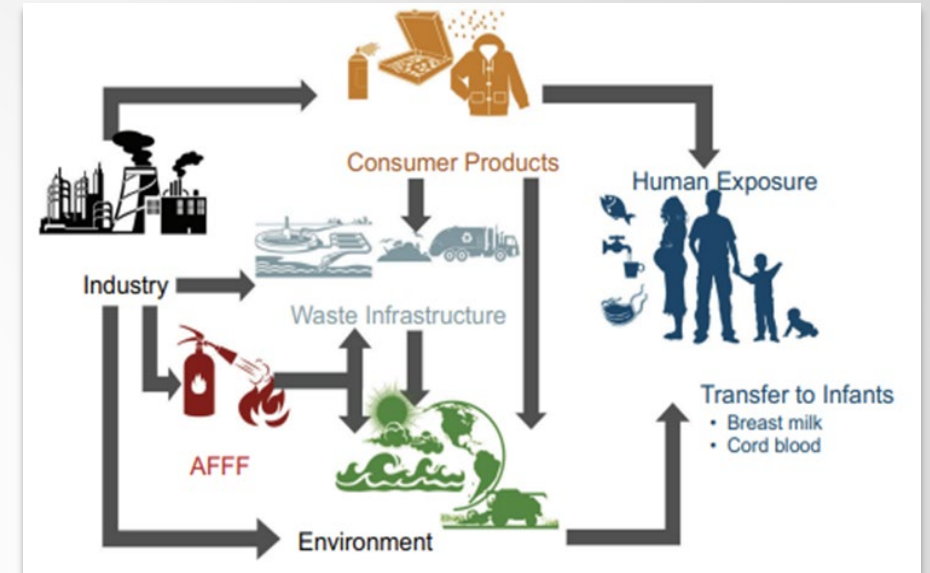 Consumer Products
Human Exposure
Industry
Waste Infrastructure
Transfer to Infants
• Breast milk
• Cord blood
AFFF
Environment